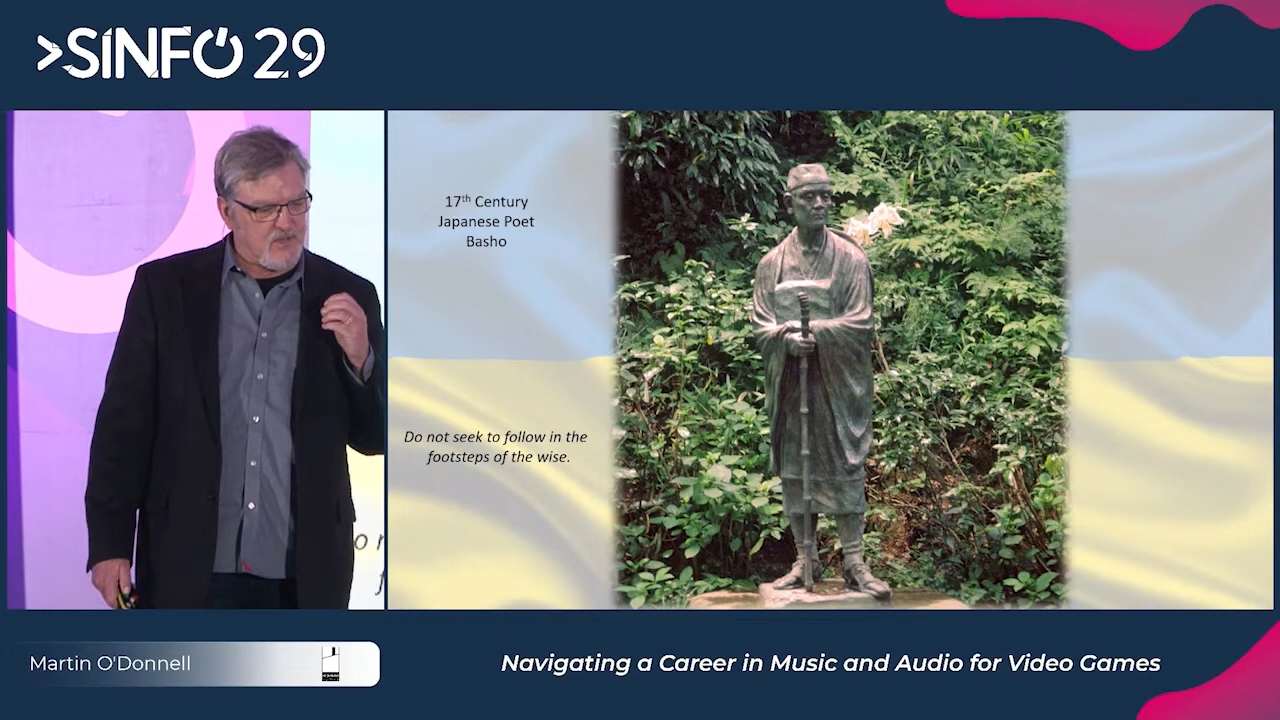 >SINFO 29
17th Century
Japanese Poet
Basho
Do not seek to follow in the
footsteps of the wise.
Martin O'Donnell
Navigating a Career in Music and Audio for Video Games